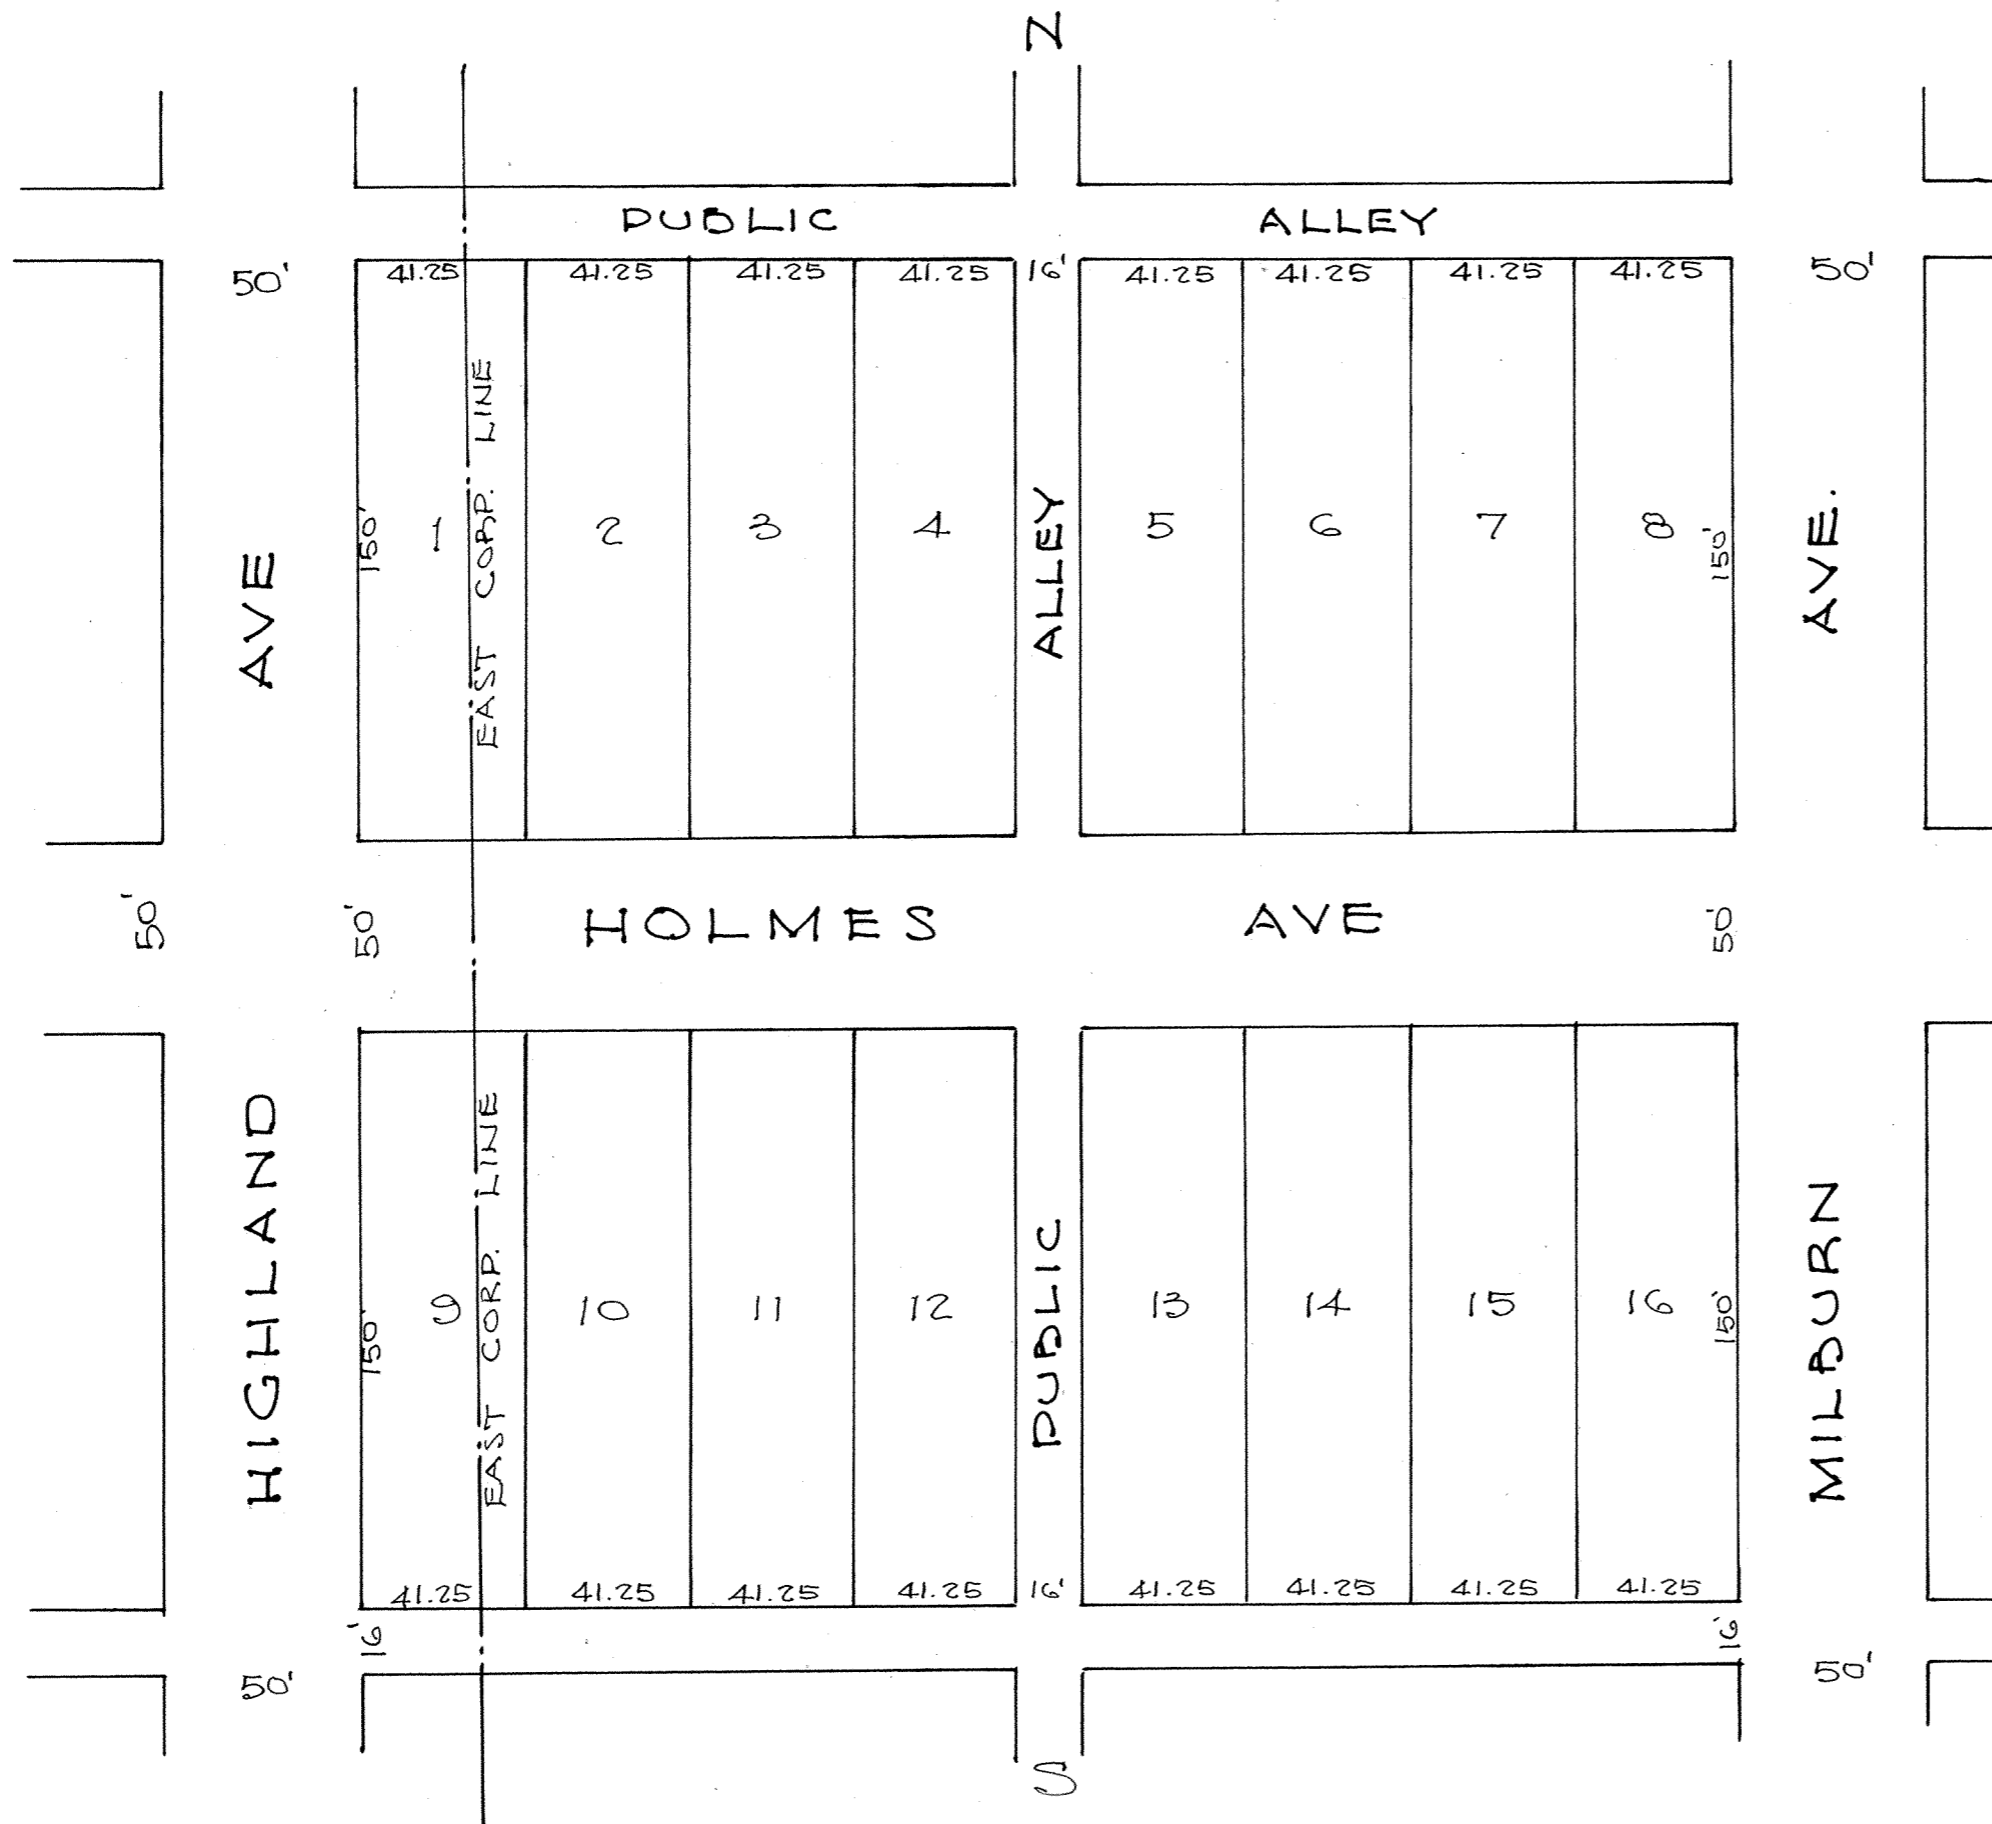 N
PUBLIC ALLEY
50' 41.25 41.25 41.25 41.25 16' 41.25 41.25 41.25 41.25 50'
EAST CORP. LINE
150' 1 2 3 4 5 6 7 8 150'
AVE
ALLEY
AVE.
50' 50' HOLMES AVE 50'
HIGHLAND
EAST CORP. LINE
150' 9 10 11 12 13 14 15 16 150'
PUBLIC
MILBURN
41.25 41.25 41.25 41.25 16' 41.25 41.25 41.25 41.25
16' 16'
50' 50'
S